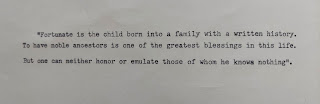 "Fortunate is the child born into a family with a written history.
To have noble ancestors is one of the greatest blessings in this life.
But one can neither honor or emulate those of whom he knows nothing".